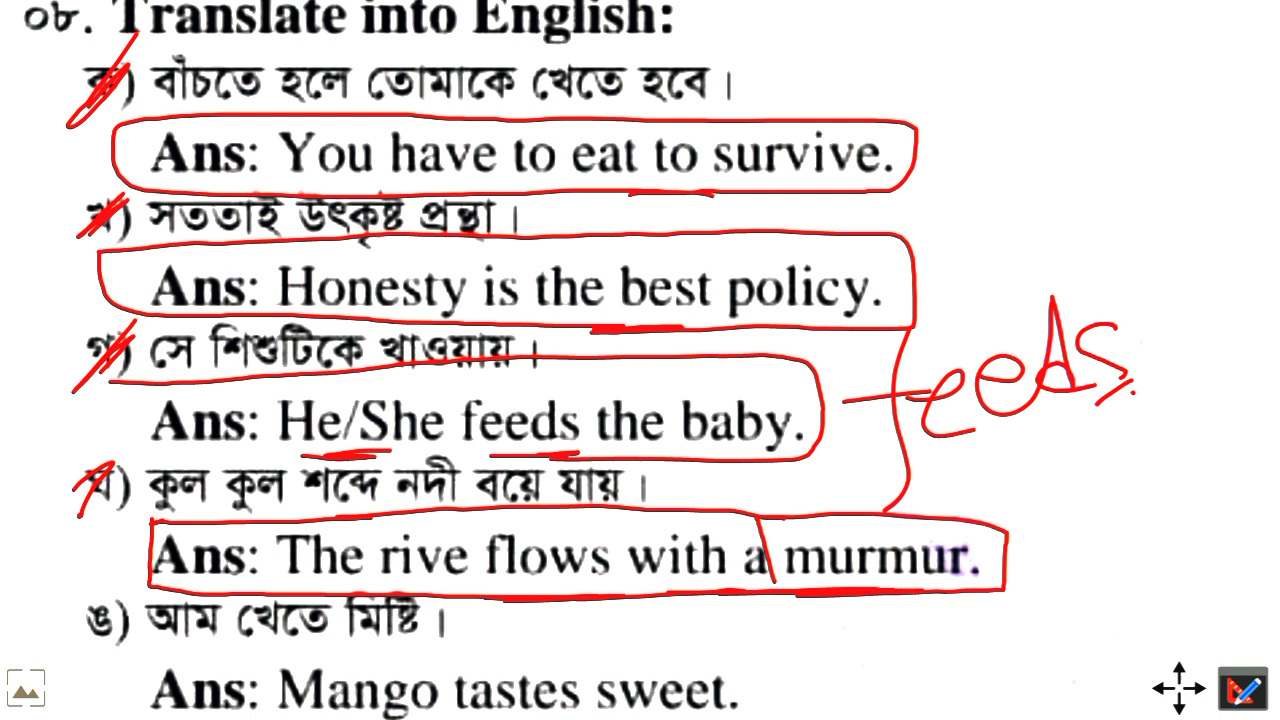 ০৮. Translate into English:
ক) বাঁচতে হলে তোমাকে খেতে হবে।
Ans: You have to eat to survive.
খ) সততাই উৎকৃষ্ট প্রন্থা।
Ans: Honesty is the best policy.
গ) সে শিশুটিকে খাওয়ায়।
Ans: He/She feeds the baby.
feeds
ঘ) কুল কুল শব্দে নদী বয়ে যায়।
Ans: The rive flows with a murmur.
ঙ) আম খেতে মিষ্টি।
Ans: Mango tastes sweet.